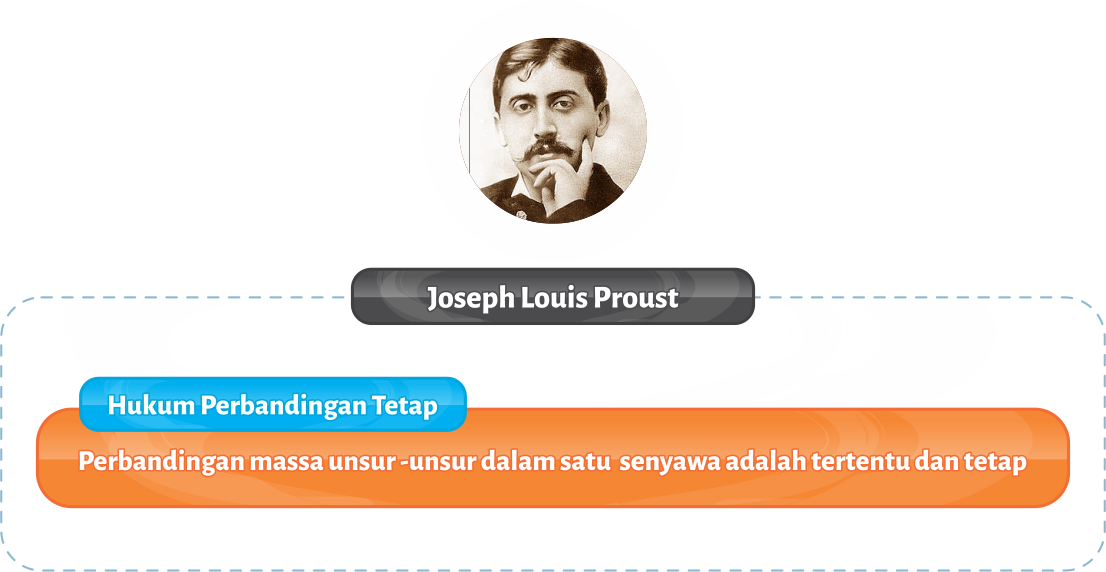 Joseph Louis Proust
Hukum Perbandingan Tetap
Perbandingan massa unsur -unsur dalam satu senyawa adalah tertentu dan tetap